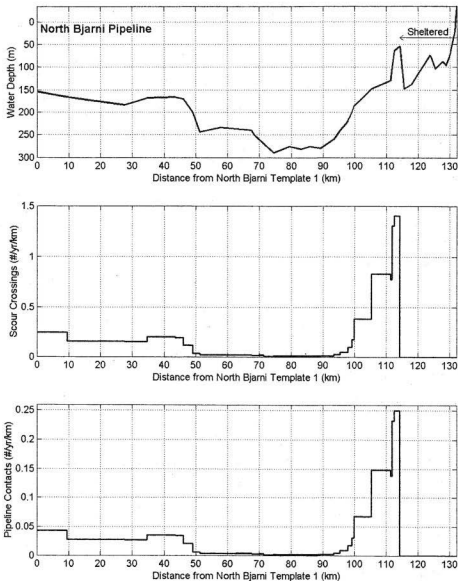 North Bjarni Pipeline
Sheltered
Water Depth (m)
0
50
100
150
200
250
300
0 10 20 30 40 50 60 70 80 90 100 110 120 130
Distance from North Bjarni Template 1 (km)
Scour Crossings (#/yr/km)
1.5
1
0.5
0
0 10 20 30 40 50 60 70 80 90 100 110 120 130
Distance from North Bjarni Template 1 (km)
Pipeline Contacts (#/yr/km)
0.25
0.2
0.15
0.1
0.05
0
0 10 20 30 40 50 60 70 80 90 100 110 120 130
Distance from North Bjarni Template 1 (km)